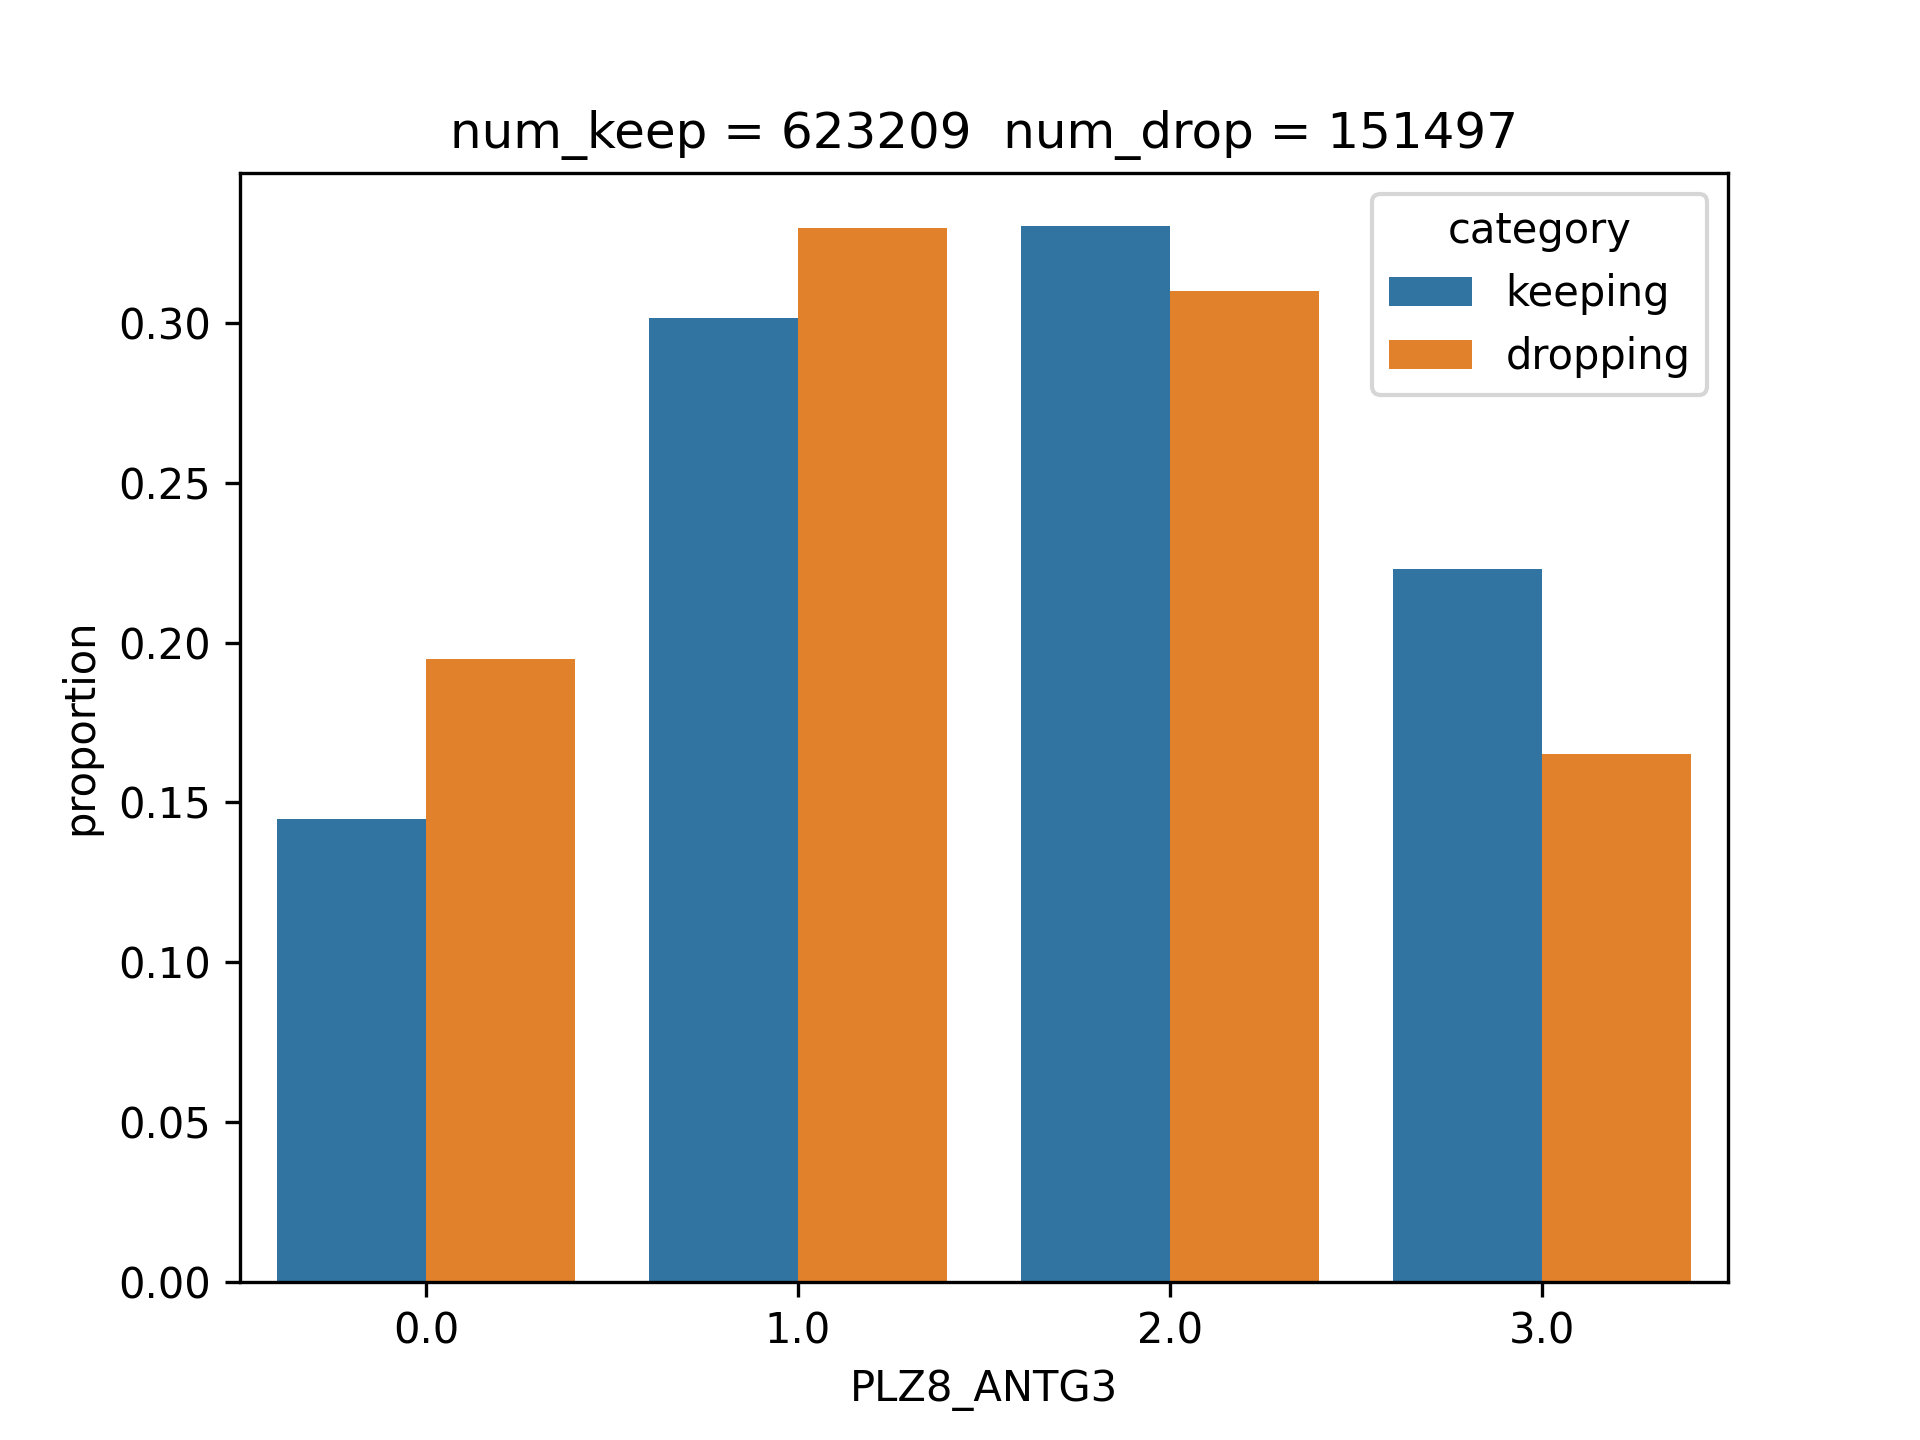 num_keep = 623209  num_drop = 151497
category
keeping
dropping
proportion
0.30
0.25
0.20
0.15
0.10
0.05
0.00
0.0 1.0 2.0 3.0
PLZ8_ANTG3